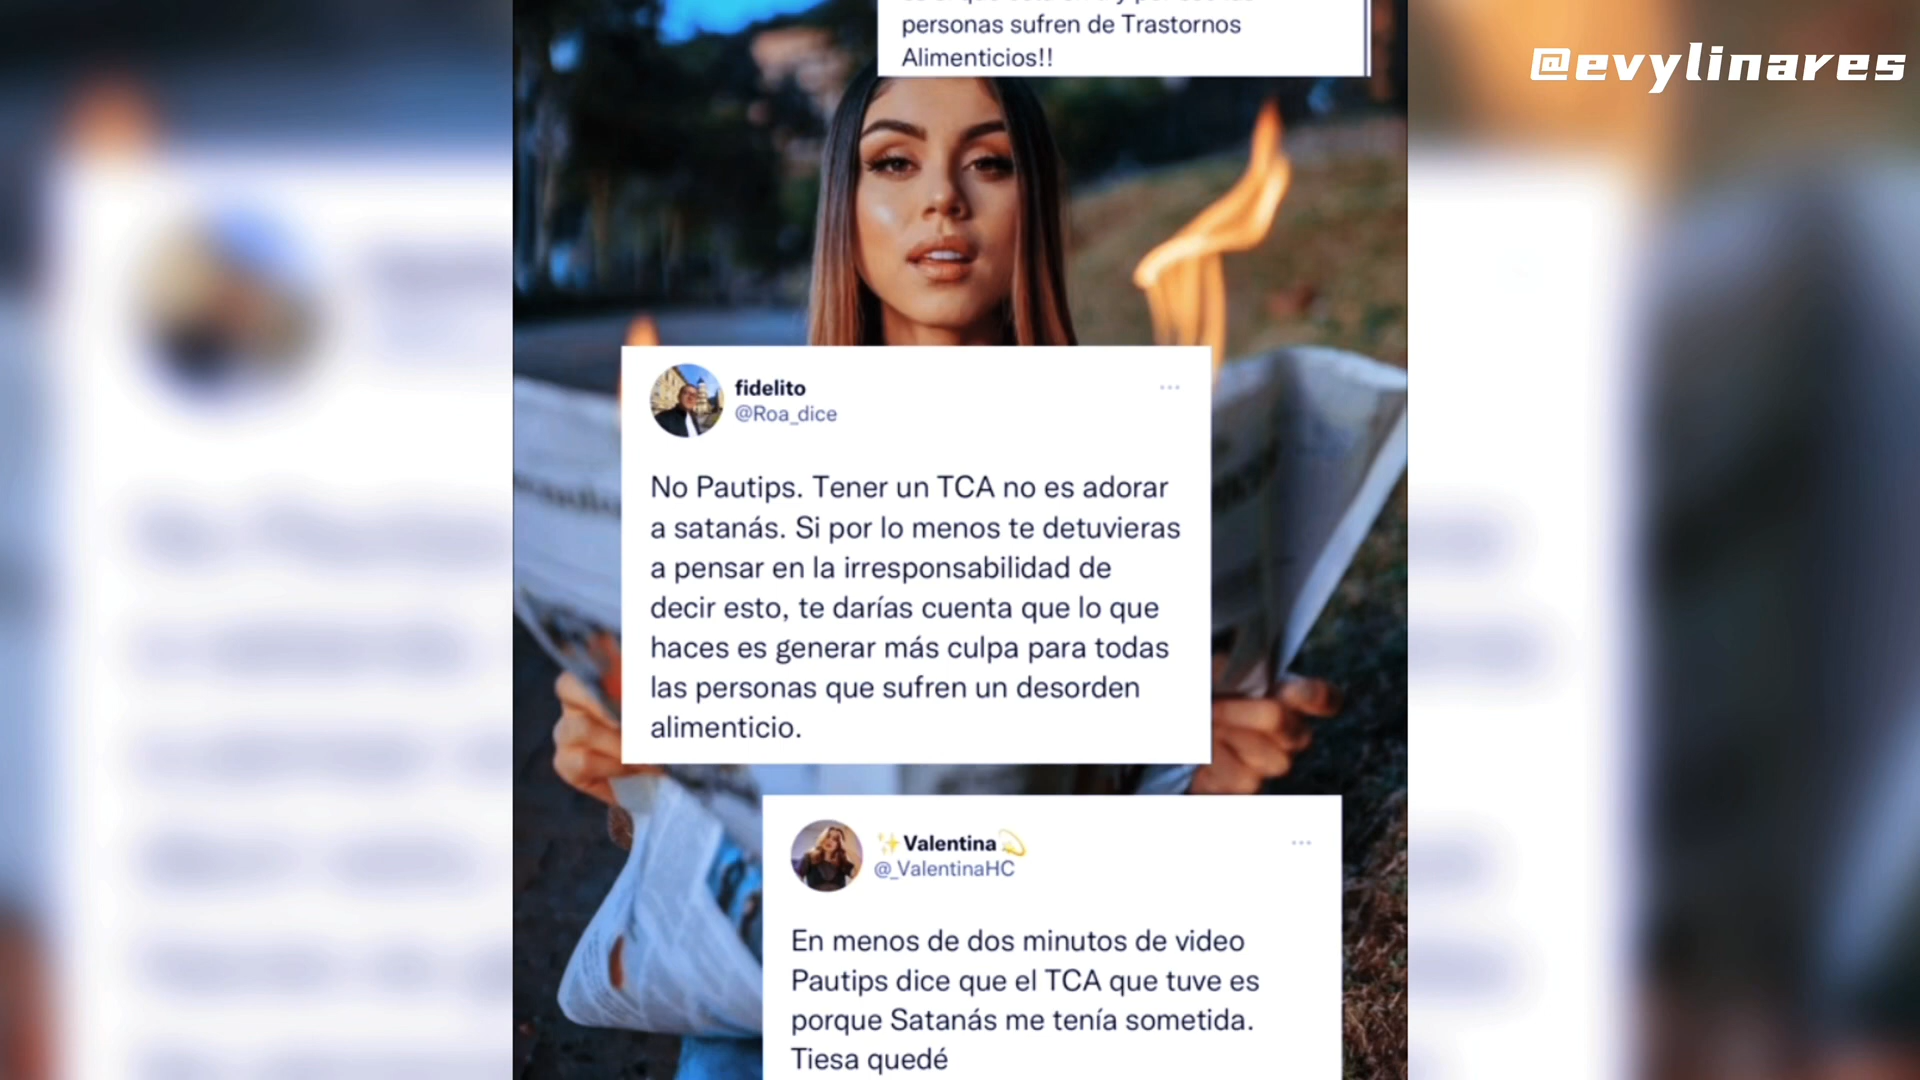 personas sufren de Trastornos
Alimenticios!!
@evylinares
fidelito
@Roa_dice
No Pautips. Tener un TCA no es adorar
a satanás. Si por lo menos te detuvieras
a pensar en la irresponsabilidad de
decir esto, te darías cuenta que lo que
haces es generar más culpa para todas
las personas que sufren un desorden
alimenticio.
✨Valentina💫
@_ValentinaHC
En menos de dos minutos de video
Pautips dice que el TCA que tuve es
porque Satanás me tenía sometida.
Tiesa quedé